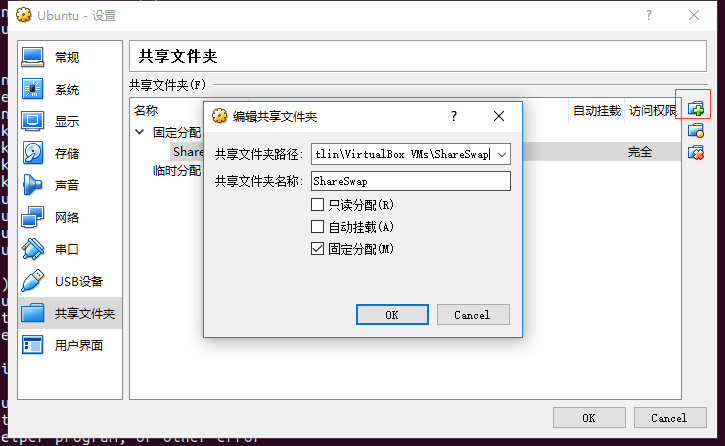 Ubuntu - 设置
?
常规
系统
显示
存储
声音
网络
串口
USB设备
共享文件夹
用户界面
共享文件夹
共享文件夹(F)
名称
自动挂载 访问权限
固定分配
Share
完全
临时分配
编辑共享文件夹
?
共享文件夹路径: tlin\VirtualBox VMs\ShareSwap
共享文件夹名称: ShareSwap
只读分配(R)
自动挂载(A)
固定分配(M)
OK Cancel
OK Cancel
elper program, or other error